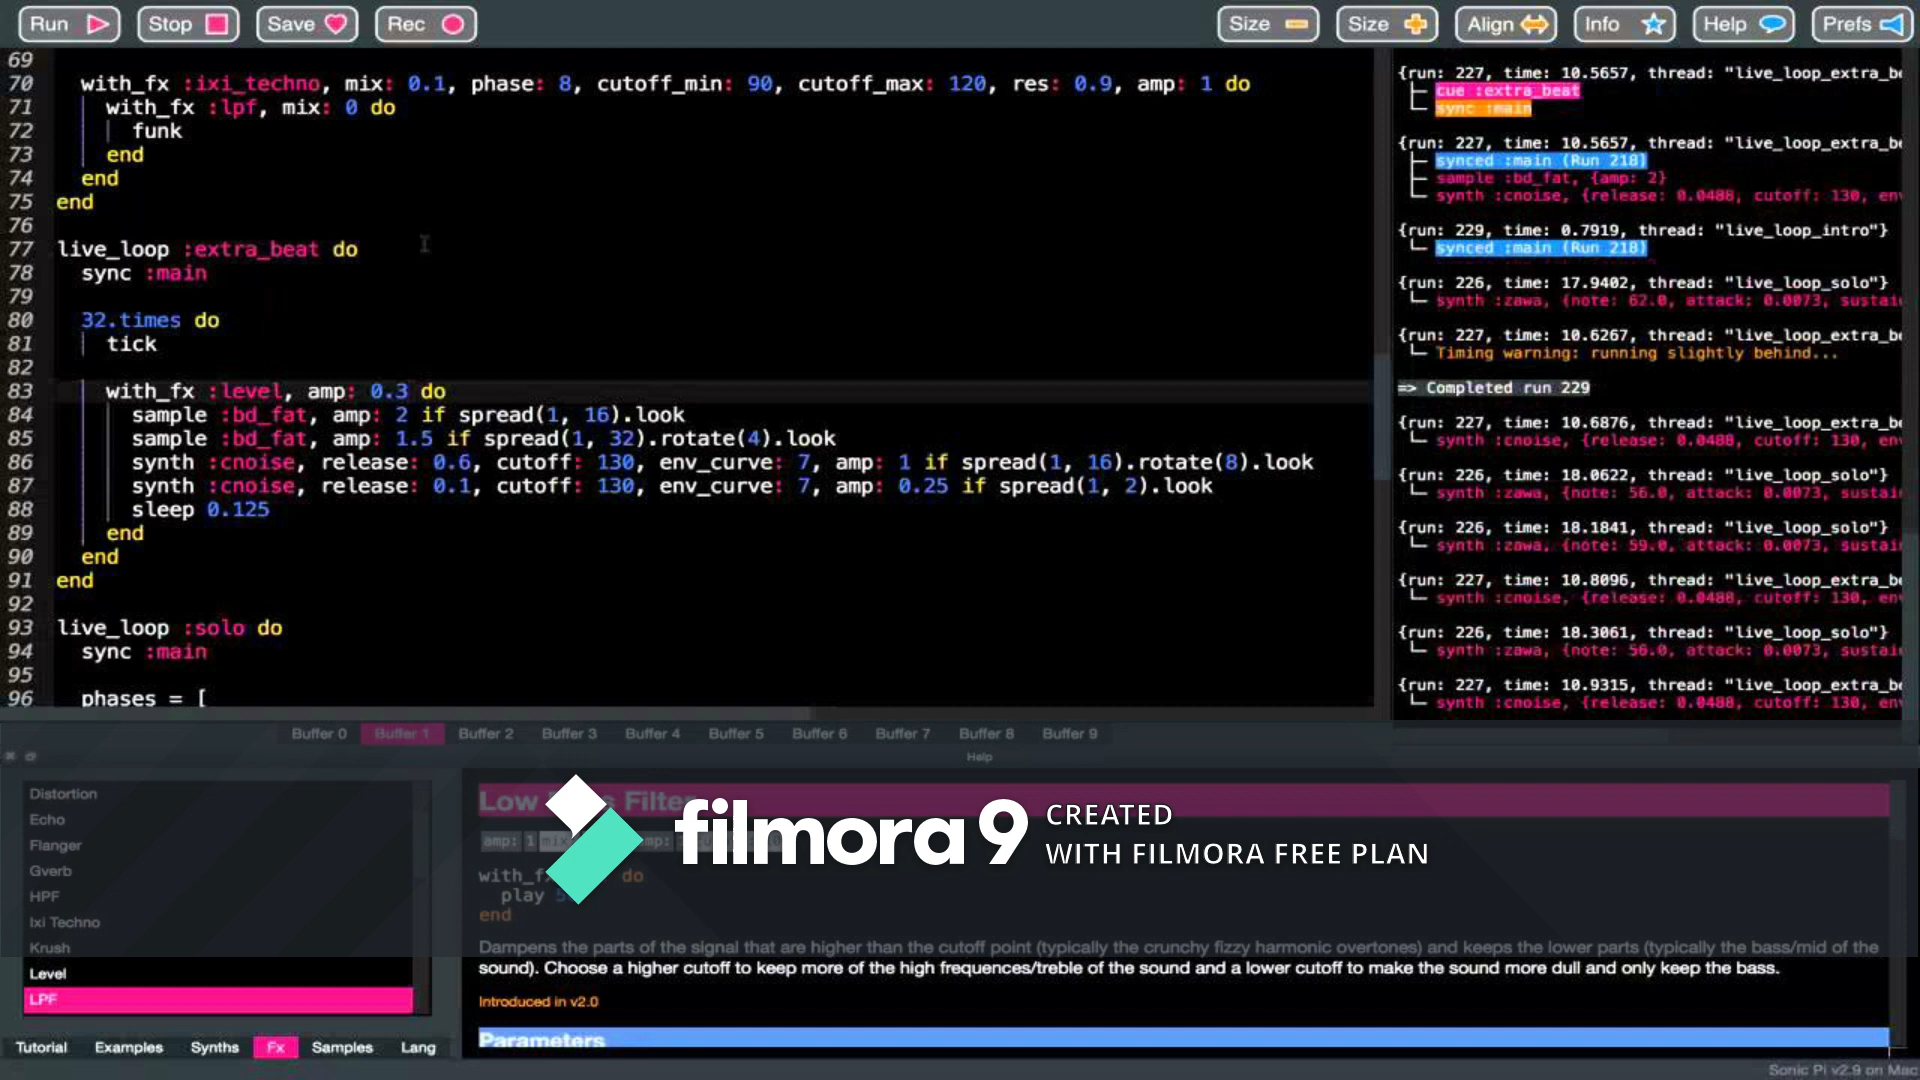 Run Stop Save Rec Size Size Align Info Help Prefs
69
70 with_fx :ixi_techno, mix: 0.1, phase: 8, cutoff_min: 90, cutoff_max: 120, res: 0.9, amp: 1 do
71 with_fx :lpf, mix: 0 do
72 funk
73 end
74 end
75 end
76
77 live_loop :extra_beat do
78 sync :main
79
80 32.times do
81 tick
82
83 with_fx :level, amp: 0.3 do
84 sample :bd_fat, amp: 2 if spread(1, 16).look
85 sample :bd_fat, amp: 1.5 if spread(1, 32).rotate(4).look
86 synth :cnoise, release: 0.6, cutoff: 130, env_curve: 7, amp: 1 if spread(1, 16).rotate(8).look
87 synth :cnoise, release: 0.1, cutoff: 130, env_curve: 7, amp: 0.25 if spread(1, 2).look
88 sleep 0.125
89 end
90 end
91 end
92
93 live_loop :solo do
94 sync :main
95
96 phases = [
{run: 227, time: 10.5657, thread: "live_loop_extra_be
cue :extra_beat
sync :main
{run: 227, time: 10.5657, thread: "live_loop_extra_be
synced :main (Run 218)
sample :bd_fat, {amp: 2}
synth :cnoise, {release: 0.0488, cutoff: 130, en
{run: 229, time: 0.7919, thread: "live_loop_intro"}
synced :main (Run 218)
{run: 226, time: 17.9402, thread: "live_loop_solo"}
synth :zawa, {note: 62.0, attack: 0.0073, sustai
{run: 227, time: 10.6267, thread: "live_loop_extra_be
Timing warning: running slightly behind...
=> Completed run 229
{run: 227, time: 10.6876, thread: "live_loop_extra_be
synth :cnoise, {release: 0.0488, cutoff: 130, en
{run: 226, time: 18.0622, thread: "live_loop_solo"}
synth :zawa, {note: 56.0, attack: 0.0073, sustai
{run: 226, time: 18.1841, thread: "live_loop_solo"}
synth :zawa, {note: 59.0, attack: 0.0073, sustai
{run: 227, time: 10.8096, thread: "live_loop_extra_be
synth :cnoise, {release: 0.0488, cutoff: 130, en
{run: 226, time: 18.3061, thread: "live_loop_solo"}
synth :zawa, {note: 56.0, attack: 0.0073, sustai
{run: 227, time: 10.9315, thread: "live_loop_extra_be
synth :cnoise, {release: 0.0488, cutoff: 130, en
Buffer 0 Buffer 1 Buffer 2 Buffer 3 Buffer 4 Buffer 5 Buffer 6 Buffer 7 Buffer 8 Buffer 9
Help
Distortion
Echo
Flanger
Gverb
HPF
Ixi Techno
Krush
Level
LPF
Tutorial Examples Synths Fx Samples Lang
Low Filter
amp: 1
with_f do
play
end
filmora 9
CREATED
WITH FILMORA FREE PLAN
Dampens the parts of the signal that are higher than the cutoff point (typically the crunchy fizzy harmonic overtones) and keeps the lower parts (typically the bass/mid of the
sound). Choose a higher cutoff to keep more of the high frequences/treble of the sound and a lower cutoff to make the sound more dull and only keep the bass.
Introduced in v2.0
Parameters
Sonic Pi v2.9 on Mac